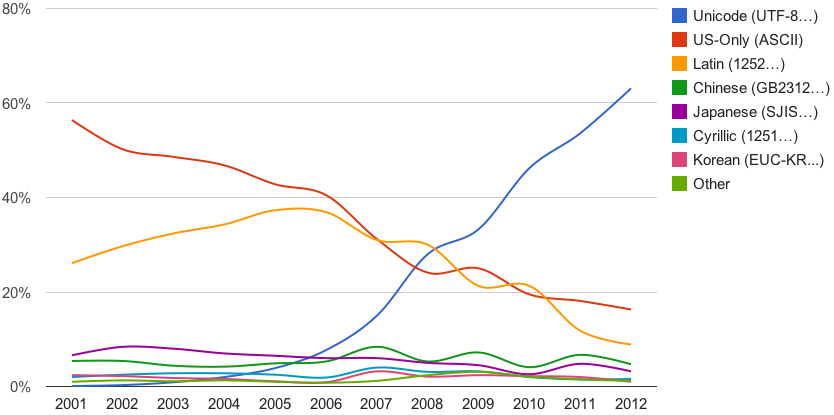 80%
60%
40%
20%
0%
2001 2002 2003 2004 2005 2006 2007 2008 2009 2010 2011 2012
Unicode (UTF-8…)
US-Only (ASCII)
Latin (1252…)
Chinese (GB2312…)
Japanese (SJIS…)
Cyrillic (1251…)
Korean (EUC-KR...)
Other